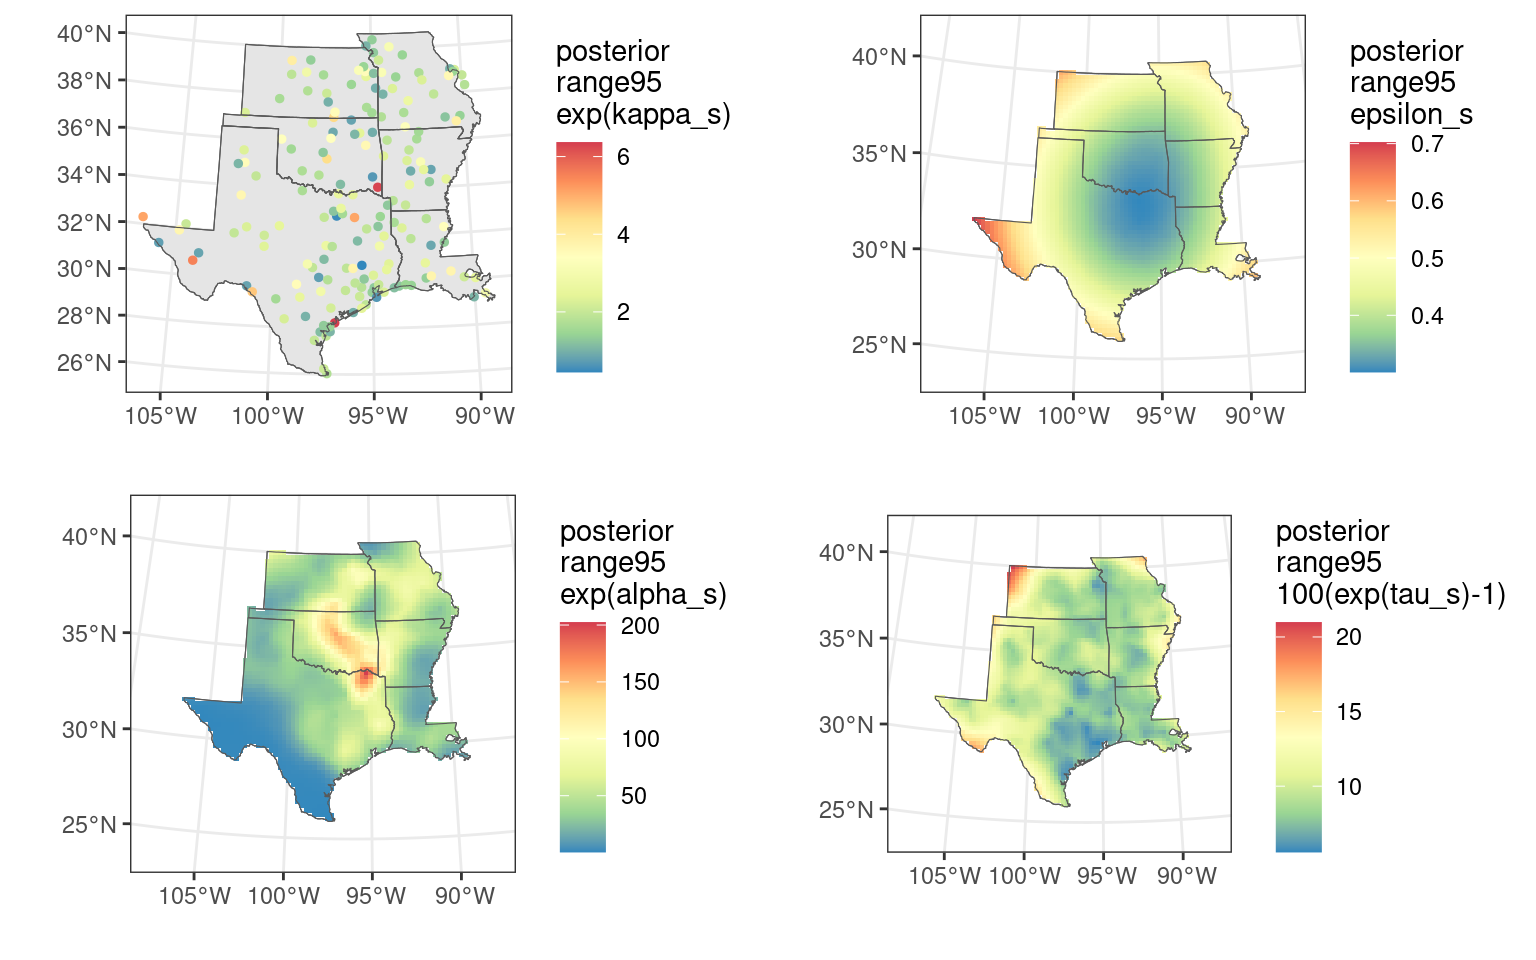 posterior
range95
exp(kappa_s)
6
4
2
40°N
38°N
36°N
34°N
32°N
30°N
28°N
26°N
105°W 100°W 95°W 90°W
posterior
range95
epsilon_s
0.7
0.6
0.5
0.4
40°N
35°N
30°N
25°N
105°W 100°W 95°W 90°W
posterior
range95
exp(alpha_s)
200
150
100
50
40°N
35°N
30°N
25°N
105°W 100°W 95°W 90°W
posterior
range95
100(exp(tau_s)-1)
20
15
10
40°N
35°N
30°N
25°N
105°W 100°W 95°W 90°W